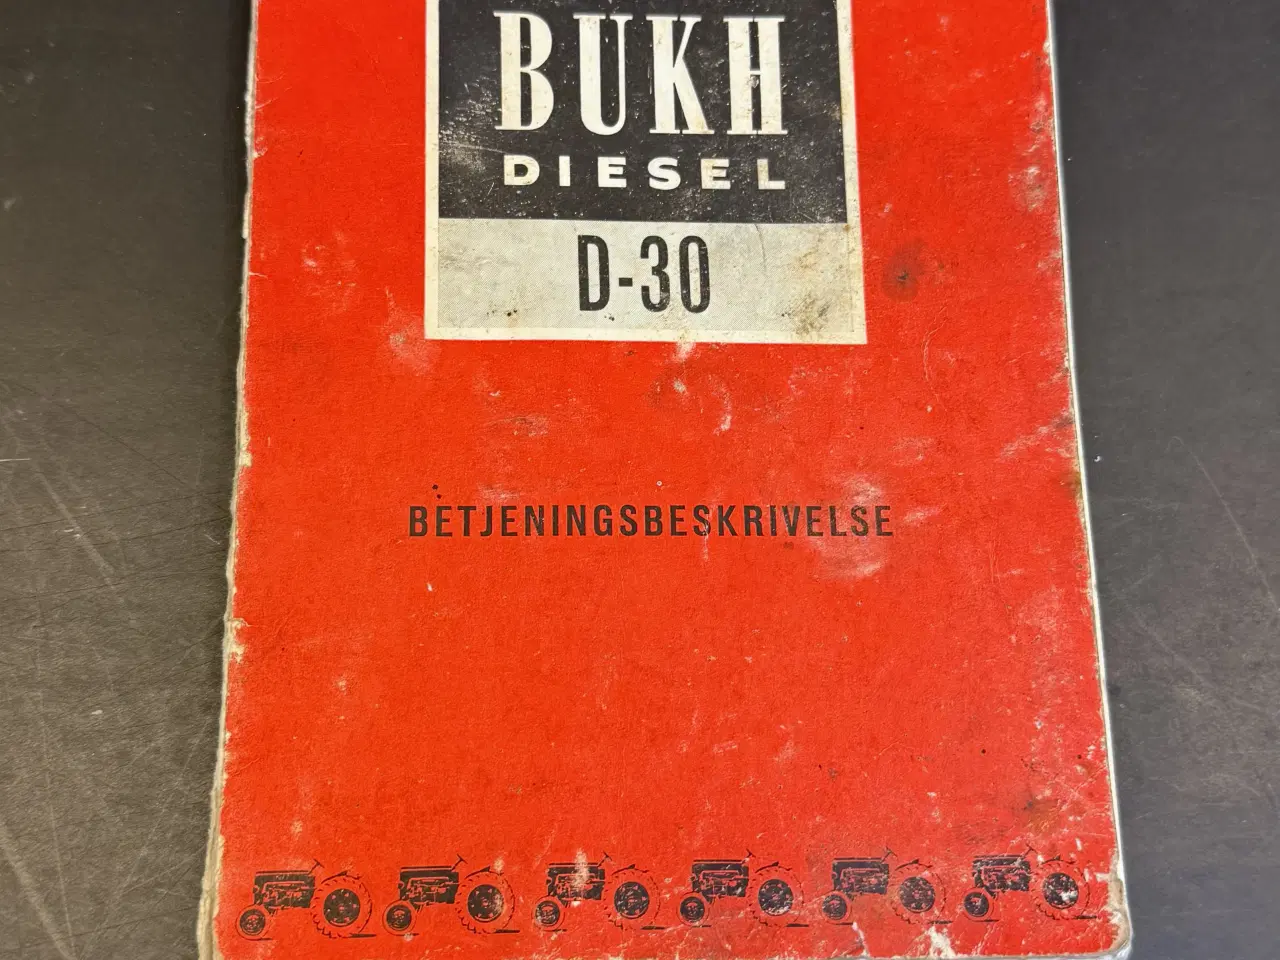 BUKH
DIESEL
D-30
BETJENINGSBESKRIVELSE